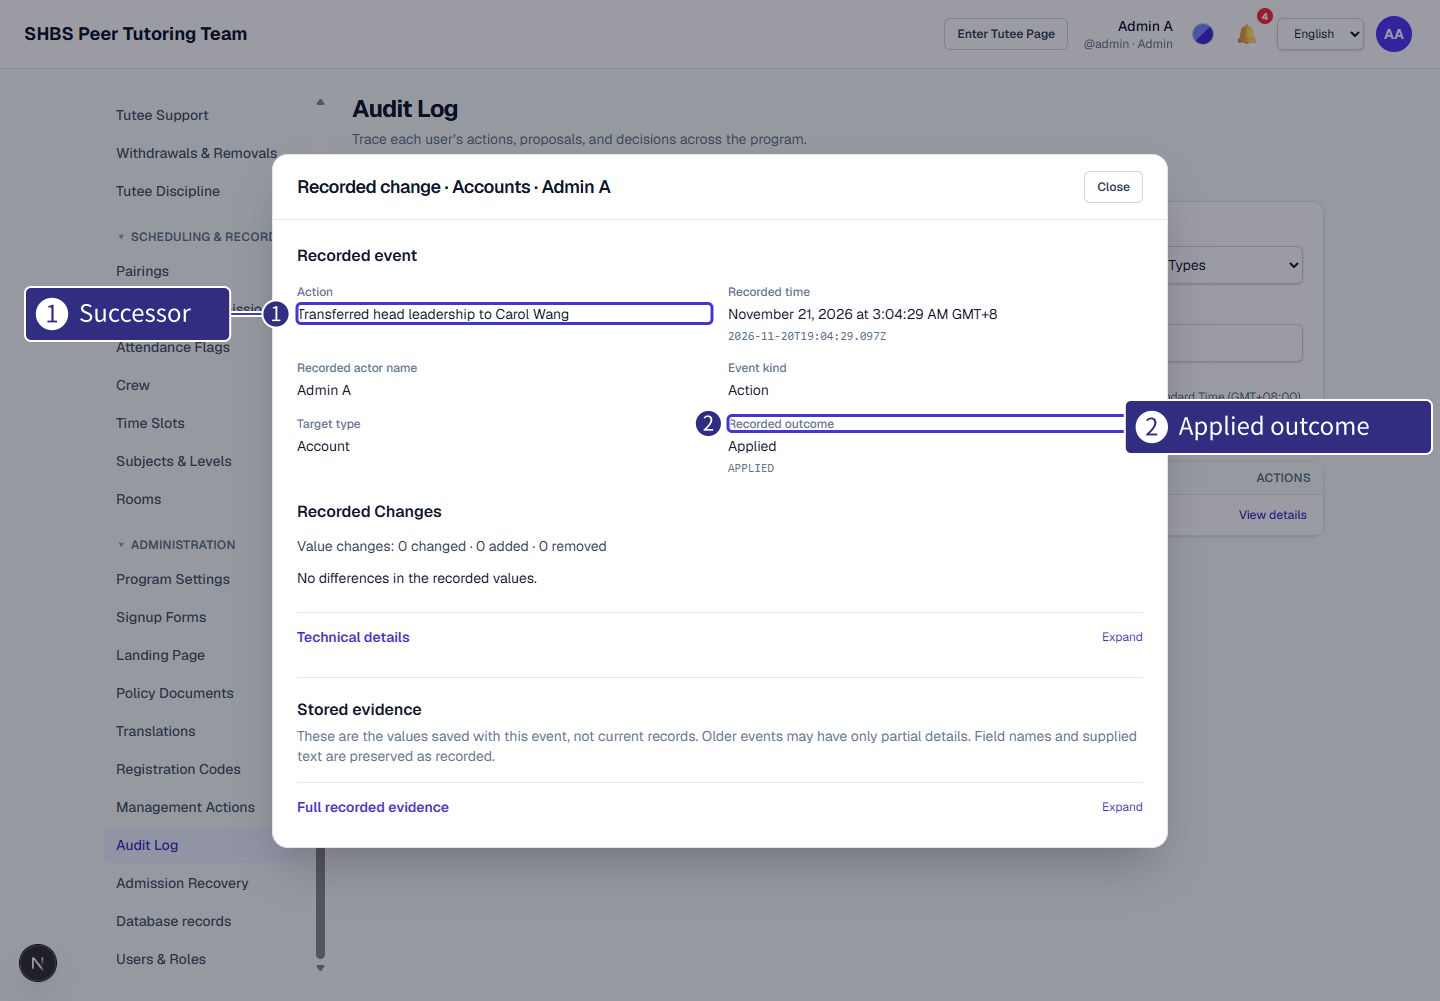 SHBS Peer Tutoring Team
Enter Tutee Page
Admin A
@admin · Admin
4
English
AA
Tutee Support
Withdrawals & Removals
Tutee Discipline
SCHEDULING & RECORD
Pairings
Attendance Flags
Crew
Time Slots
Subjects & Levels
Rooms
ADMINISTRATION
Program Settings
Signup Forms
Landing Page
Policy Documents
Translations
Registration Codes
Management Actions
Audit Log
Admission Recovery
Database records
Users & Roles
N
Audit Log
Trace each user's actions, proposals, and decisions across the program.
Types
Time (GMT+08:00)
ACTIONS
View details
Recorded change · Accounts · Admin A
Close
Recorded event
Action
Transferred head leadership to Carol Wang
Recorded time
November 21, 2026 at 3:04:29 AM GMT+8
2026-11-20T19:04:29.097Z
Recorded actor name
Admin A
Event kind
Action
Target type
Account
Recorded outcome
Applied
APPLIED
1 Successor
1
2
2 Applied outcome
Recorded Changes
Value changes: 0 changed · 0 added · 0 removed
No differences in the recorded values.
Technical details
Expand
Stored evidence
These are the values saved with this event, not current records. Older events may have only partial details. Field names and supplied
text are preserved as recorded.
Full recorded evidence
Expand